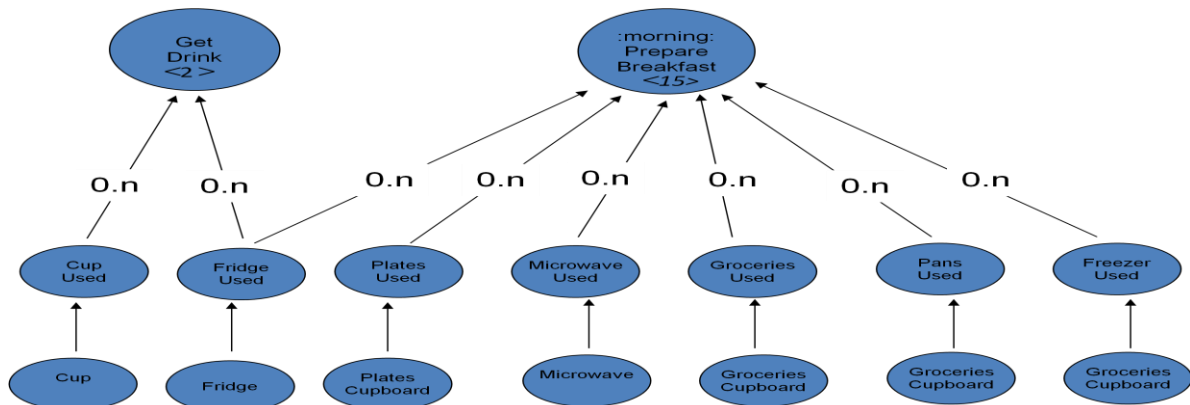 Get
Drink
<2 >
:morning:
Prepare
Breakfast
<15>
0.n
0.n
0.n
0.n
0.n
0.n
0.n
0.n
Cup
Used
Fridge
Used
Plates
Used
Microwave
Used
Groceries
Used
Pans
Used
Freezer
Used
Cup
Fridge
Plates
Cupboard
Microwave
Groceries
Cupboard
Groceries
Cupboard
Groceries
Cupboard